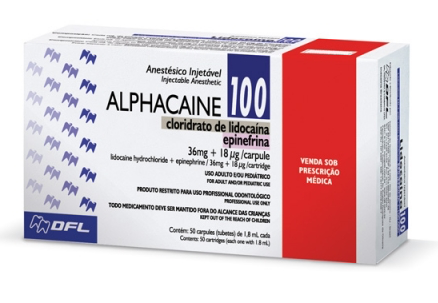 Anestésico Injetável
Injectable Anesthetic
ALPHACAINE 100
cloridrato de lidocaína
epinefrina
36mg + 18 µg/carpule
lidocaine hydrochloride + epinephrine / 36mg + 18 µg/cartridge
USO ADULTO E/OU PEDIÁTRICO
FOR ADULT AND/OR PEDIATRIC USE
PRODUTO RESTRITO PARA USO PROFISSIONAL ODONTOLÓGICO
PROFESSIONAL USE ONLY
TODO MEDICAMENTO DEVE SER MANTIDO FORA DO ALCANCE DAS CRIANÇAS
KEPT OUT OF THE REACH OF CHILDREN
Contém: 50 carpules (tubetes) de 1,8 mL cada
Contains: 50 cartridges (each one with 1.8 mL)
DFL
VENDA SOB
PRESCRIÇÃO
MÉDICA
100